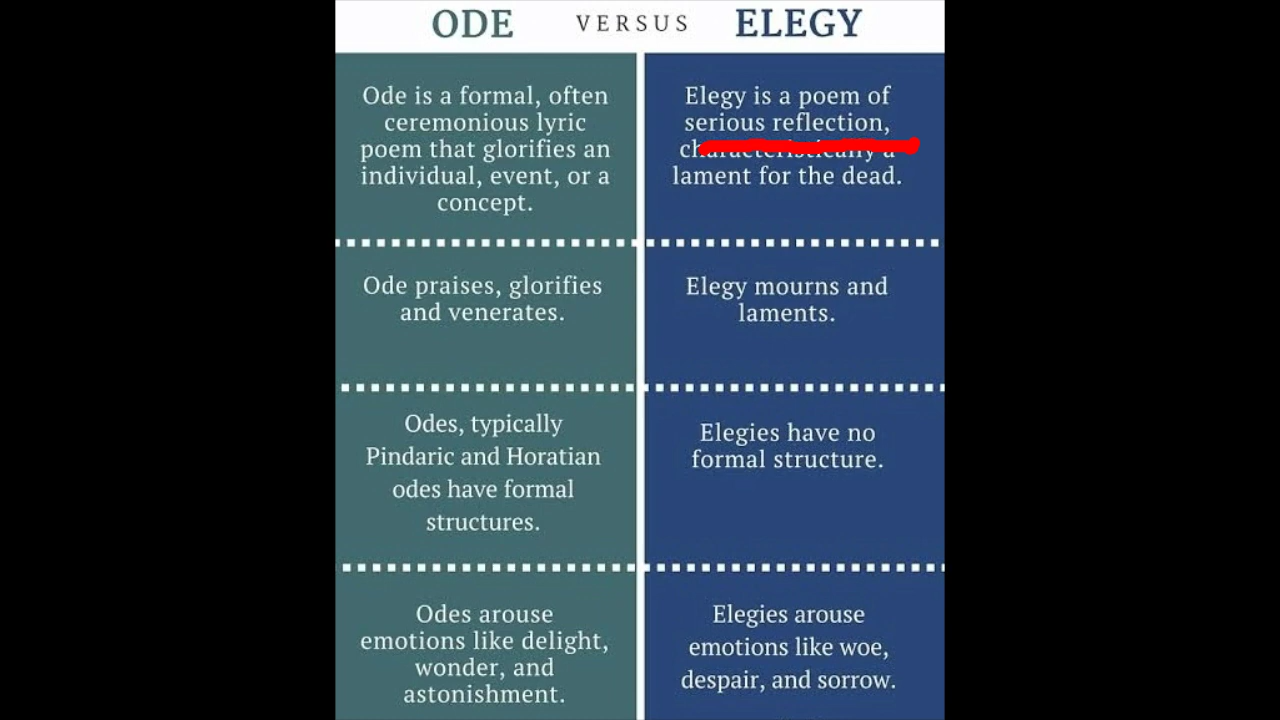 ODE VERSUS ELEGY
Ode is a formal, often
ceremonious lyric
poem that glorifies an
individual, event, or a
concept.
Elegy is a poem of
serious reflection,
characteristically a
lament for the dead.
Ode praises, glorifies
and venerates.
Elegy mourns and
laments.
Odes, typically
Pindaric and Horatian
odes have formal
structures.
Elegies have no
formal structure.
Odes arouse
emotions like delight,
wonder, and
astonishment.
Elegies arouse
emotions like woe,
despair, and sorrow.